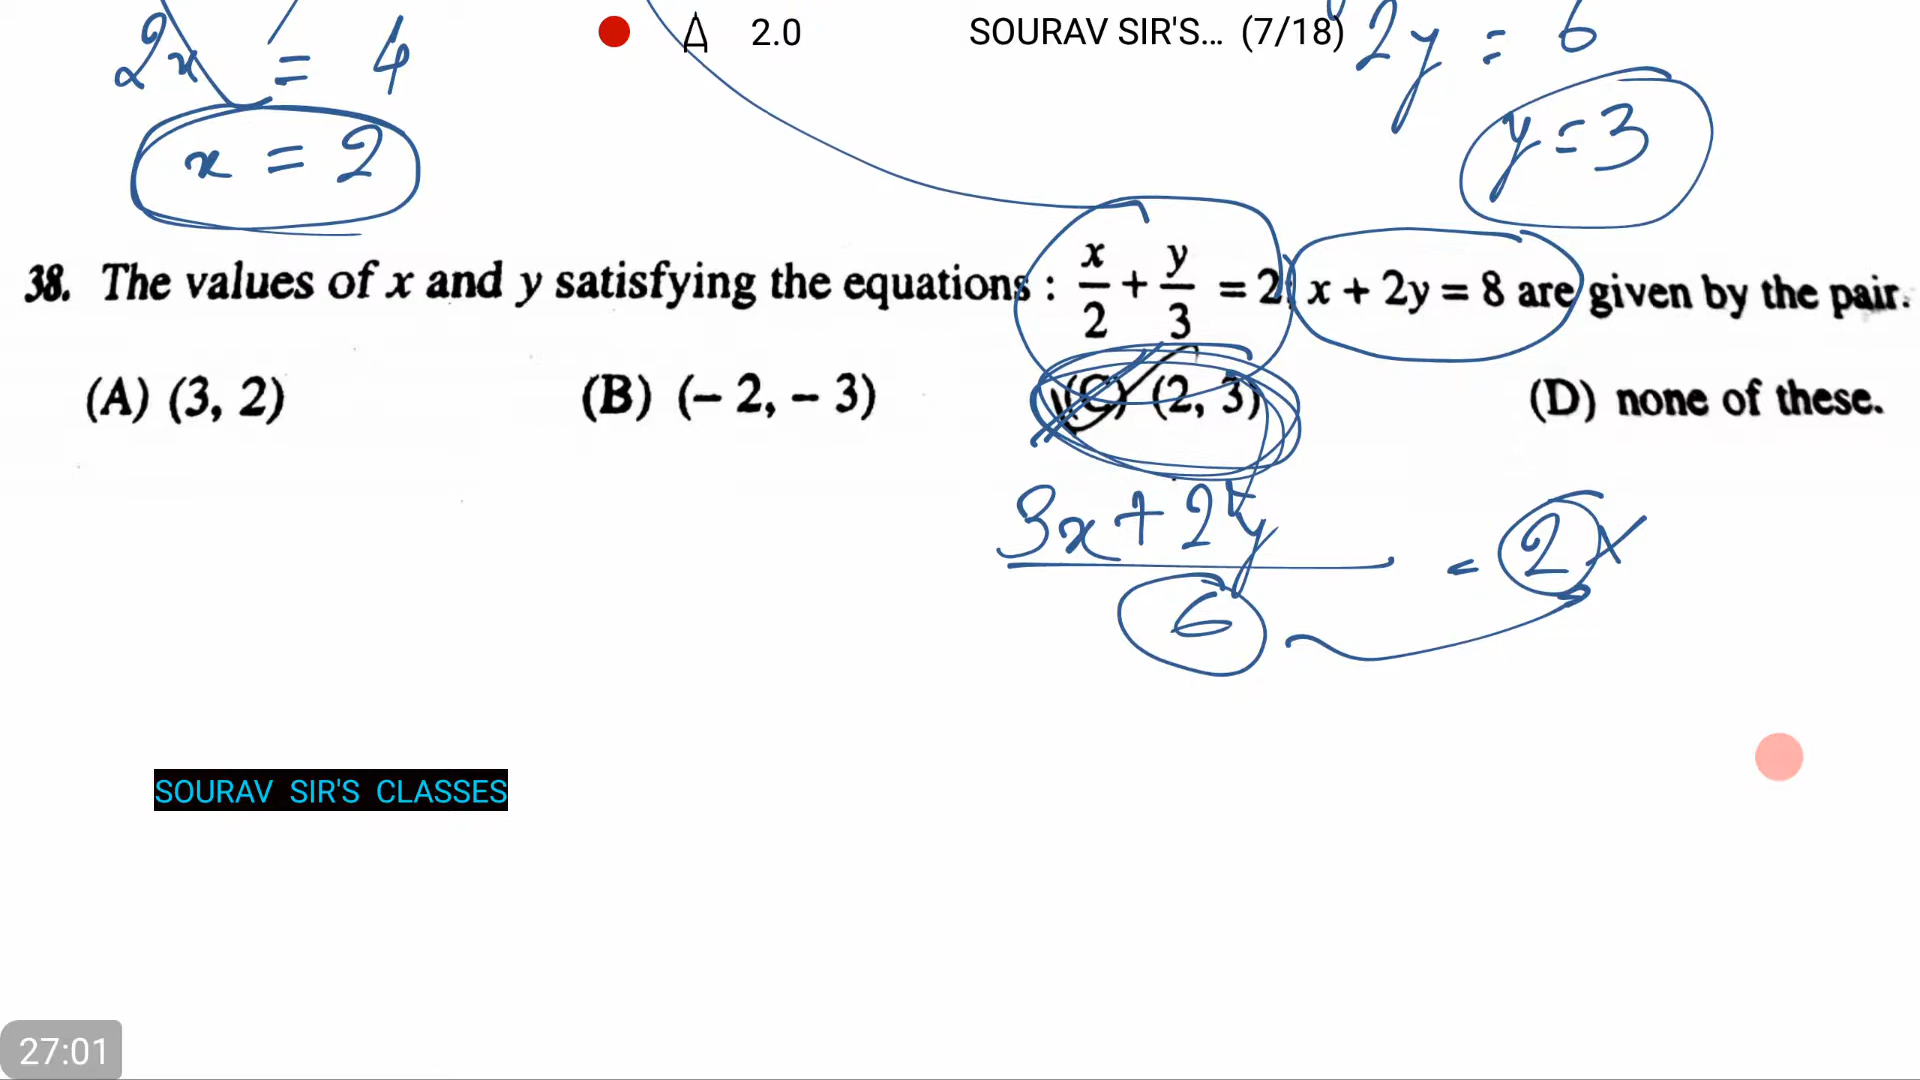 2x = 4
A 2.0 SOURAV SIR'S... (7/18)
2y = 6
x = 2
y = 3
38. The values of x and y satisfying the equations : x/2 + y/3 = 2, x + 2y = 8 are given by the pair.
(A) (3, 2) (B) (– 2, – 3) (C) (2, 3) (D) none of these.
3x + 2y
= 2
6
SOURAV SIR'S CLASSES
27:01